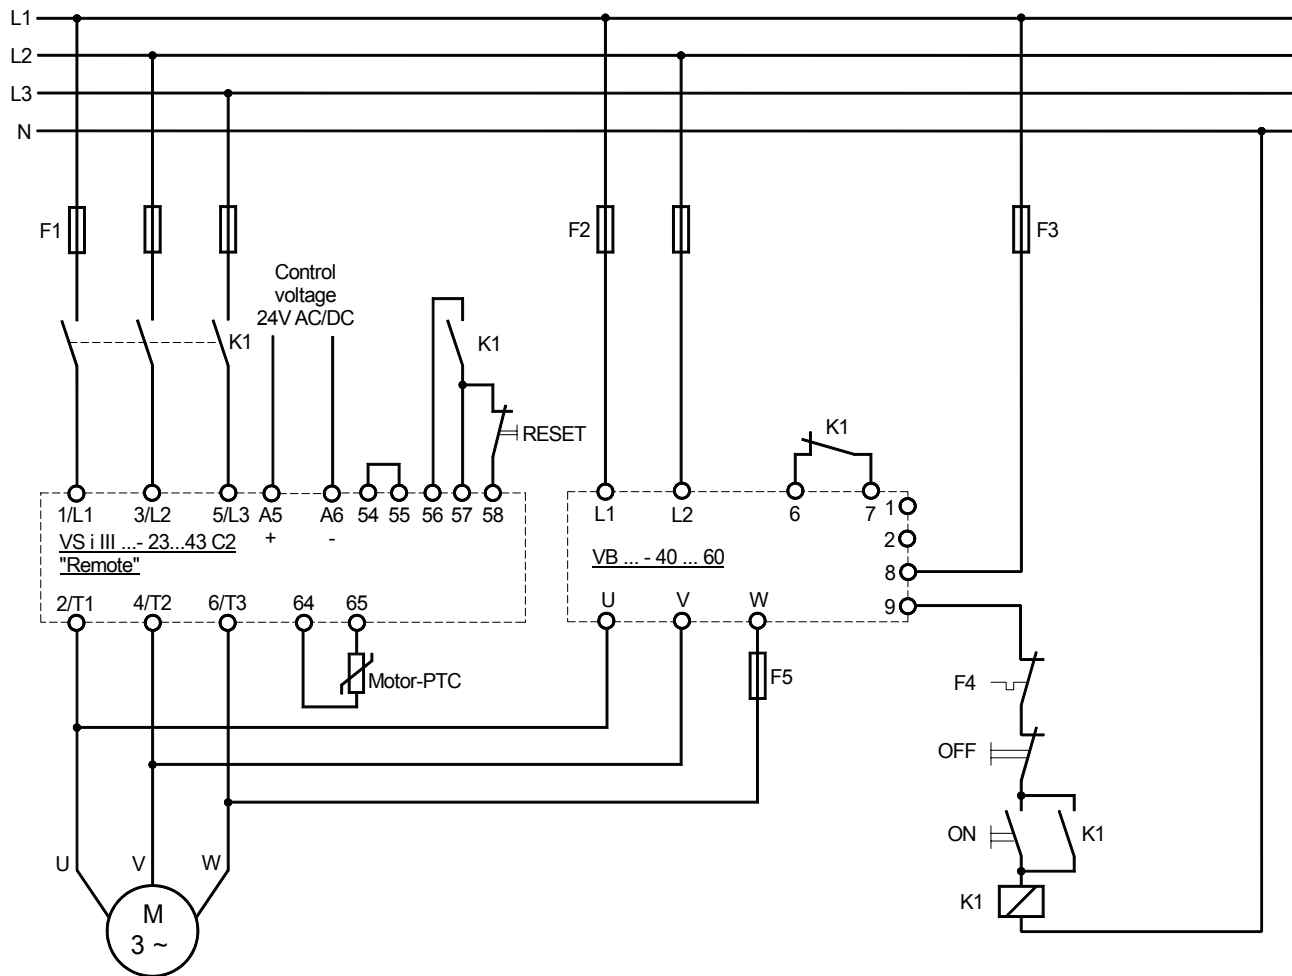 L1
L2
L3
N
F1
F2
F3
Control
voltage
24V AC/DC
K1
K1
RESET
K1
1/L1
3/L2
5/L3
A5
A6
54
55
56
57
58
+
-
VS i III ...- 23...43 C2
"Remote"
2/T1
4/T2
6/T3
64
65
L1
L2
6
7
1
2
8
9
VB ... - 40 ... 60
U
V
W
Motor-PTC
F5
F4
OFF
ON
K1
K1
U
V
W
M
3 ~